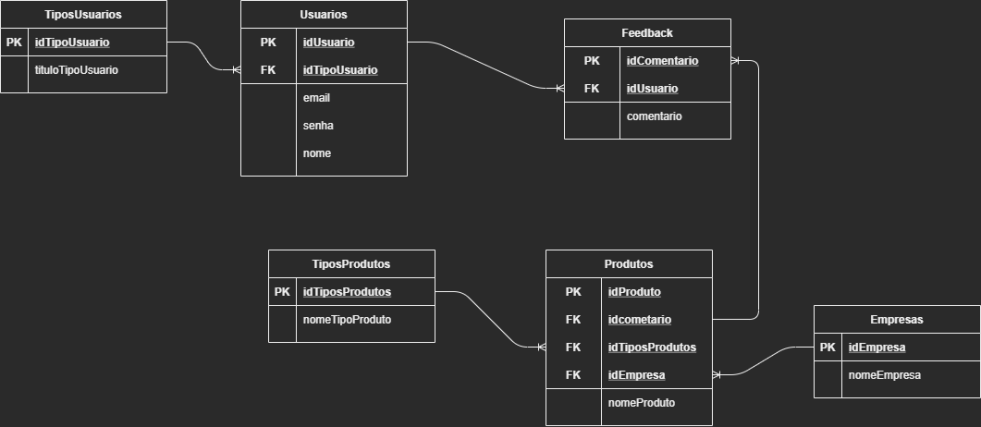 TiposUsuarios
PK idTipoUsuario
tituloTipoUsuario
Usuarios
PK idUsuario
FK idTipoUsuario
email
senha
nome
Feedback
PK idComentario
FK idUsuario
comentario
TiposProdutos
PK idTiposProdutos
nomeTipoProduto
Produtos
PK idProduto
FK idcometario
FK idTiposProdutos
FK idEmpresa
nomeProduto
Empresas
PK idEmpresa
nomeEmpresa